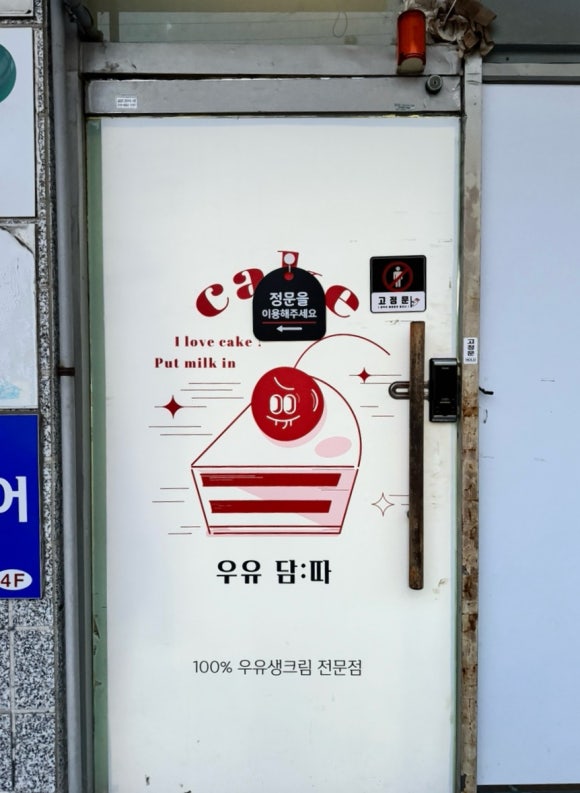 cake
정문을
이용해주세요
고정문
I love cake !
Put milk in
고정문
어
4F
우유 담:따
100% 우유생크림 전문점